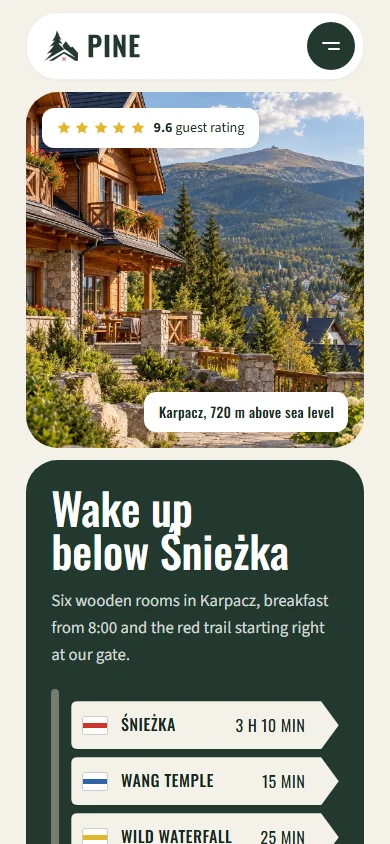 PINE
9.6 guest rating
Karpacz, 720 m above sea level
Wake up
below Śnieżka
Six wooden rooms in Karpacz, breakfast
from 8:00 and the red trail starting right
at our gate.
ŚNIEŻKA 3 H 10 MIN
WANG TEMPLE 15 MIN
WILD WATERFALL 25 MIN